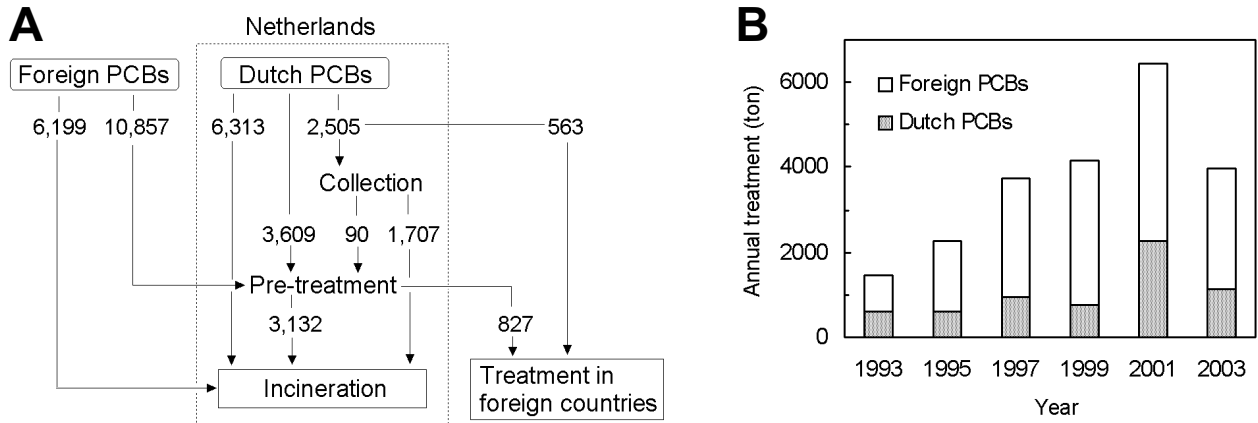 A
Netherlands
Foreign PCBs
Dutch PCBs
6,199 10,857 6,313 2,505 563
Collection
3,609 90 1,707
Pre-treatment
3,132 827
Incineration
Treatment in
foreign countries
B
Annual treatment (ton)
6000
4000
2000
0
Foreign PCBs
Dutch PCBs
1993 1995 1997 1999 2001 2003
Year